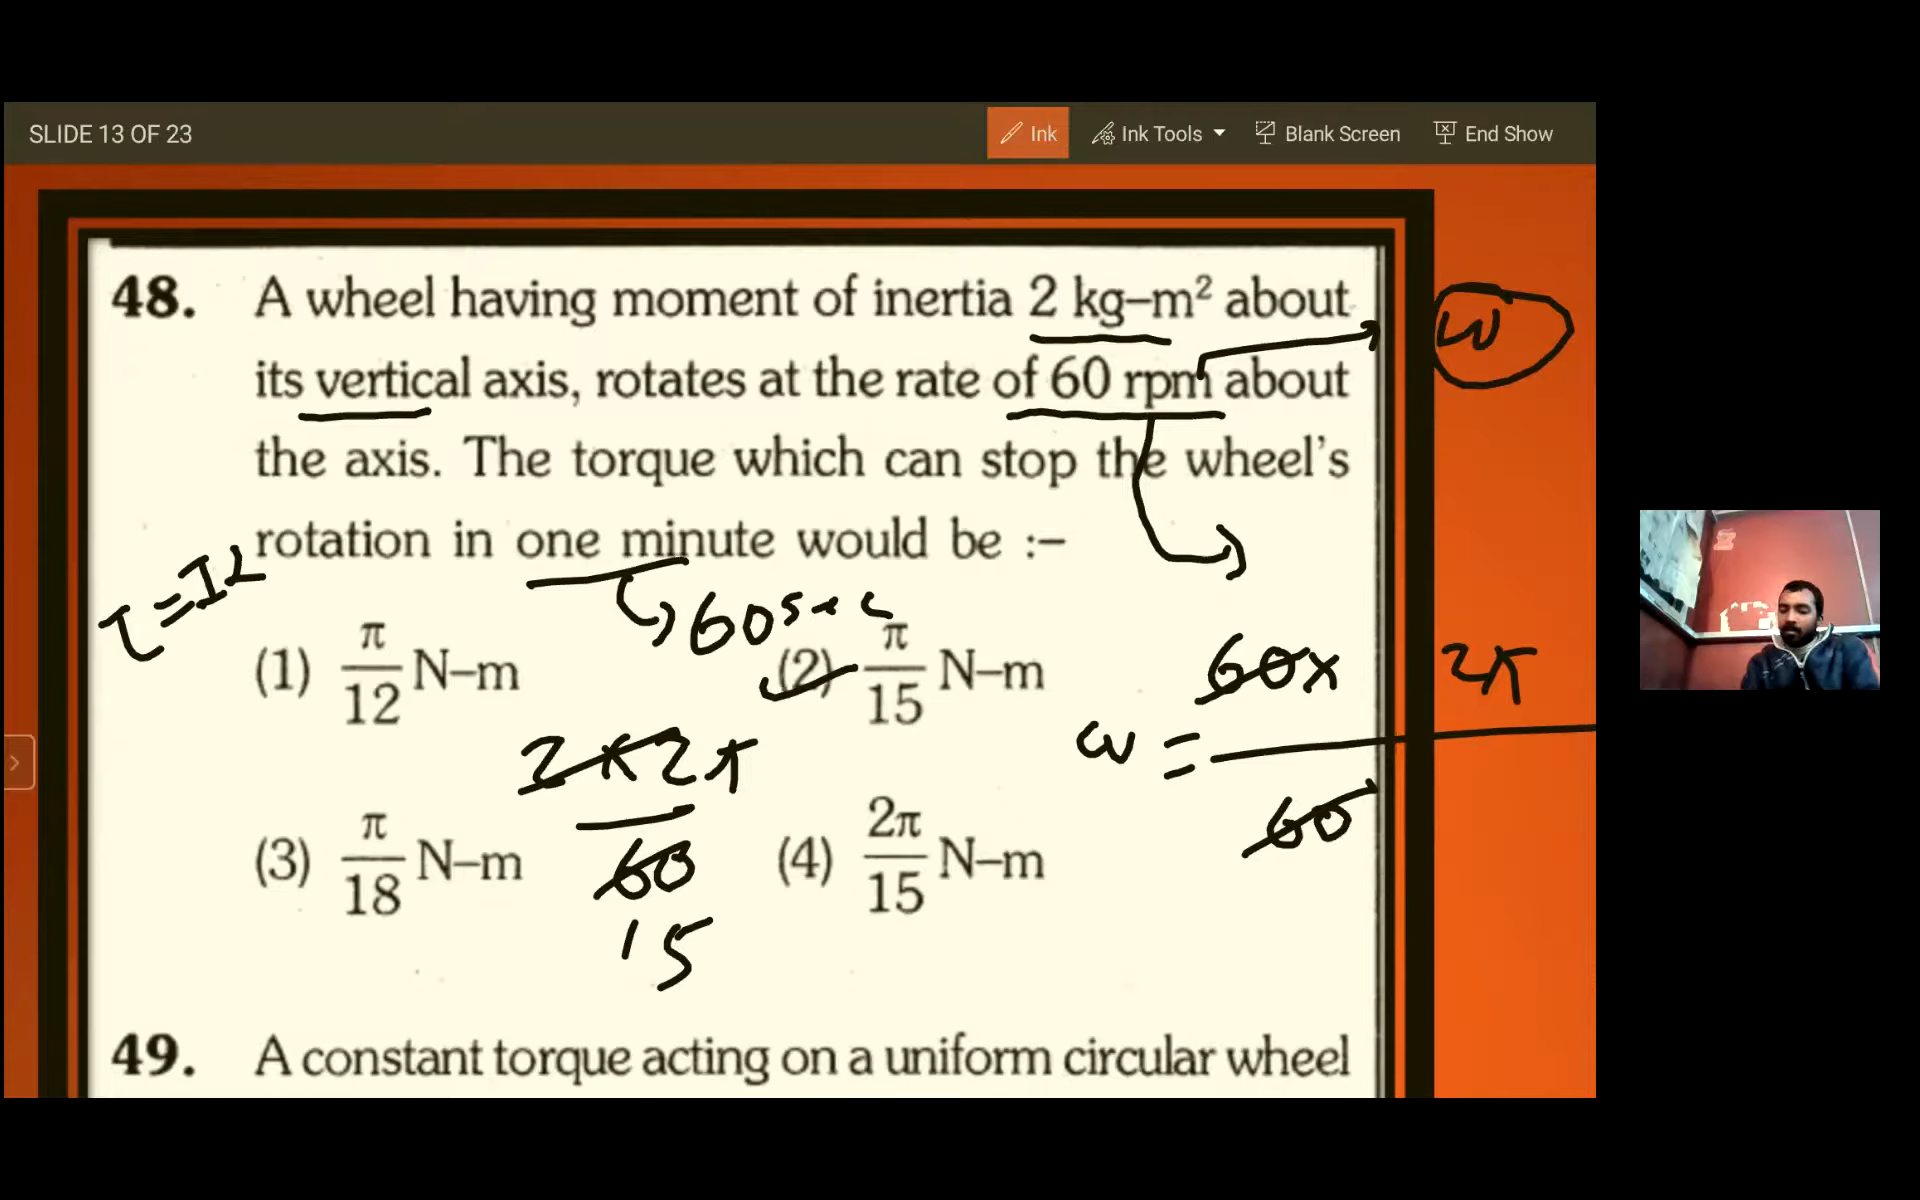 SLIDE 13 OF 23
Ink
Ink Tools
Blank Screen
End Show
48. A wheel having moment of inertia 2 kg–m² about
its vertical axis, rotates at the rate of 60 rpm about
the axis. The torque which can stop the wheel's
rotation in one minute would be :–
ω
τ = Iα
60 sec
(1) π/12 N–m
(2) π/15 N–m
(3) π/18 N–m
(4) 2π/15 N–m
2×2π
60
15
60× 2π
ω =
60
49. A constant torque acting on a uniform circular wheel